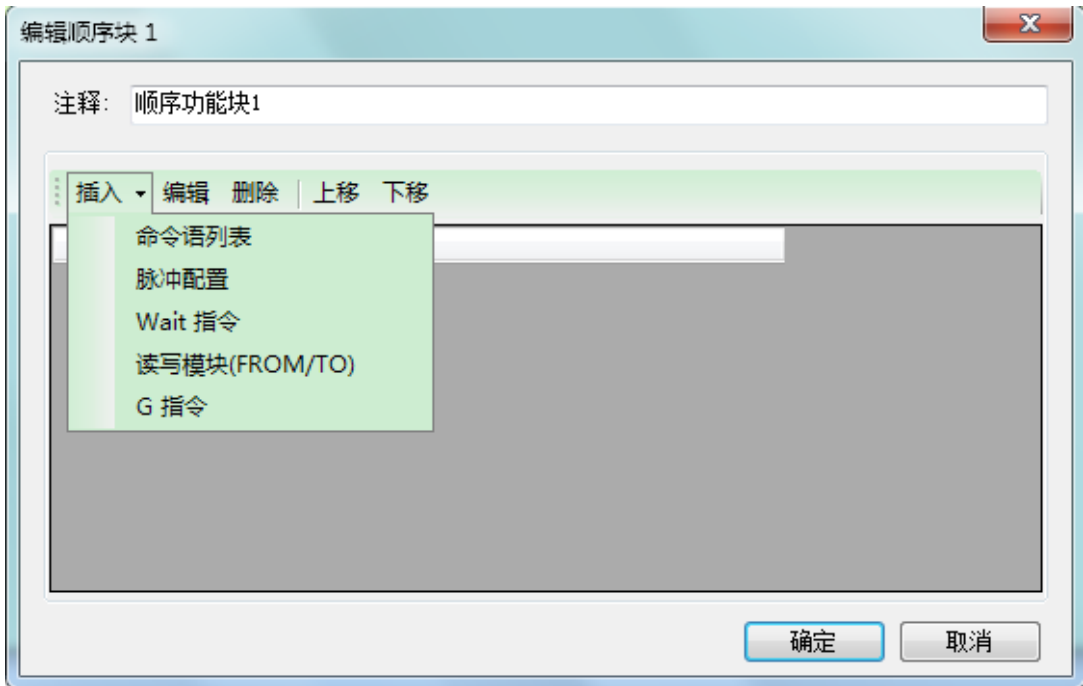 编辑顺序块 1
注释: 顺序功能块1
插入 编辑 删除 上移 下移
命令语列表
脉冲配置
Wait 指令
读写模块(FROM/TO)
G 指令
确定 取消